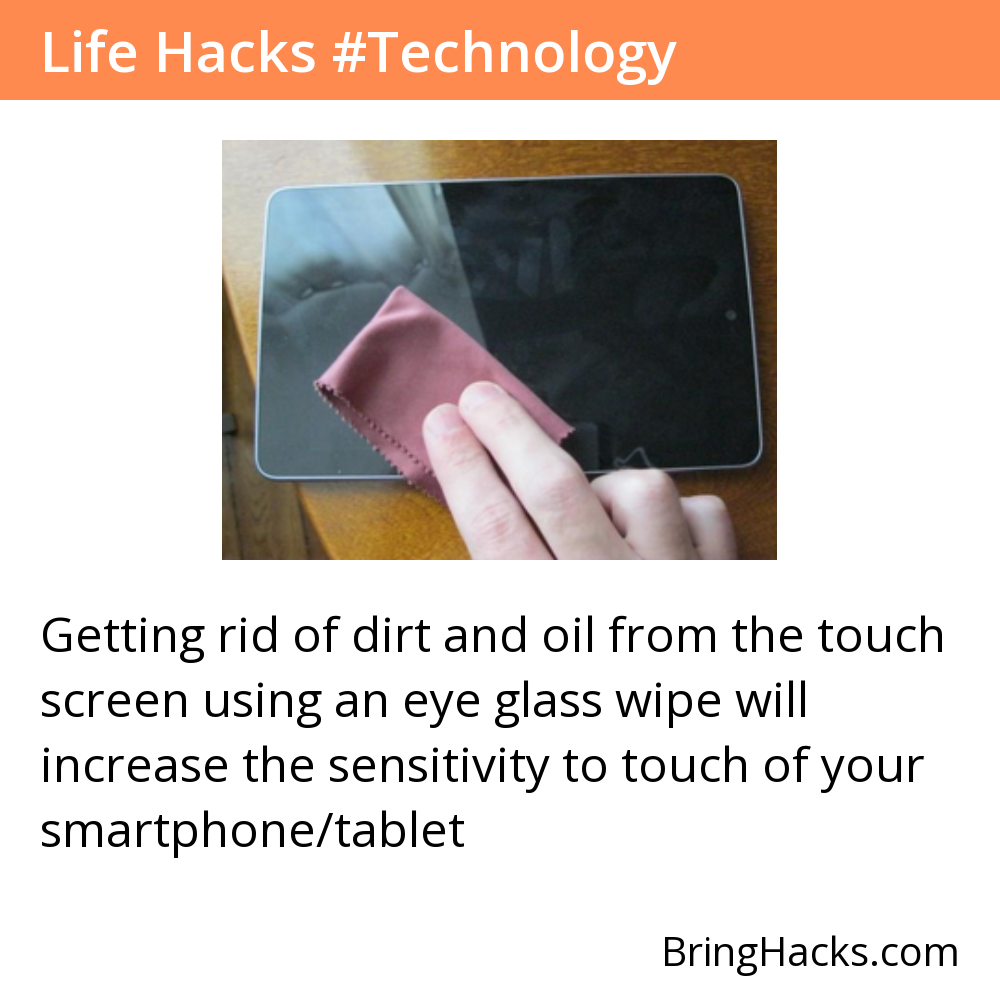 Life Hacks #Technology
Getting rid of dirt and oil from the touch
screen using an eye glass wipe will
increase the sensitivity to touch of your
smartphone/tablet
BringHacks.com